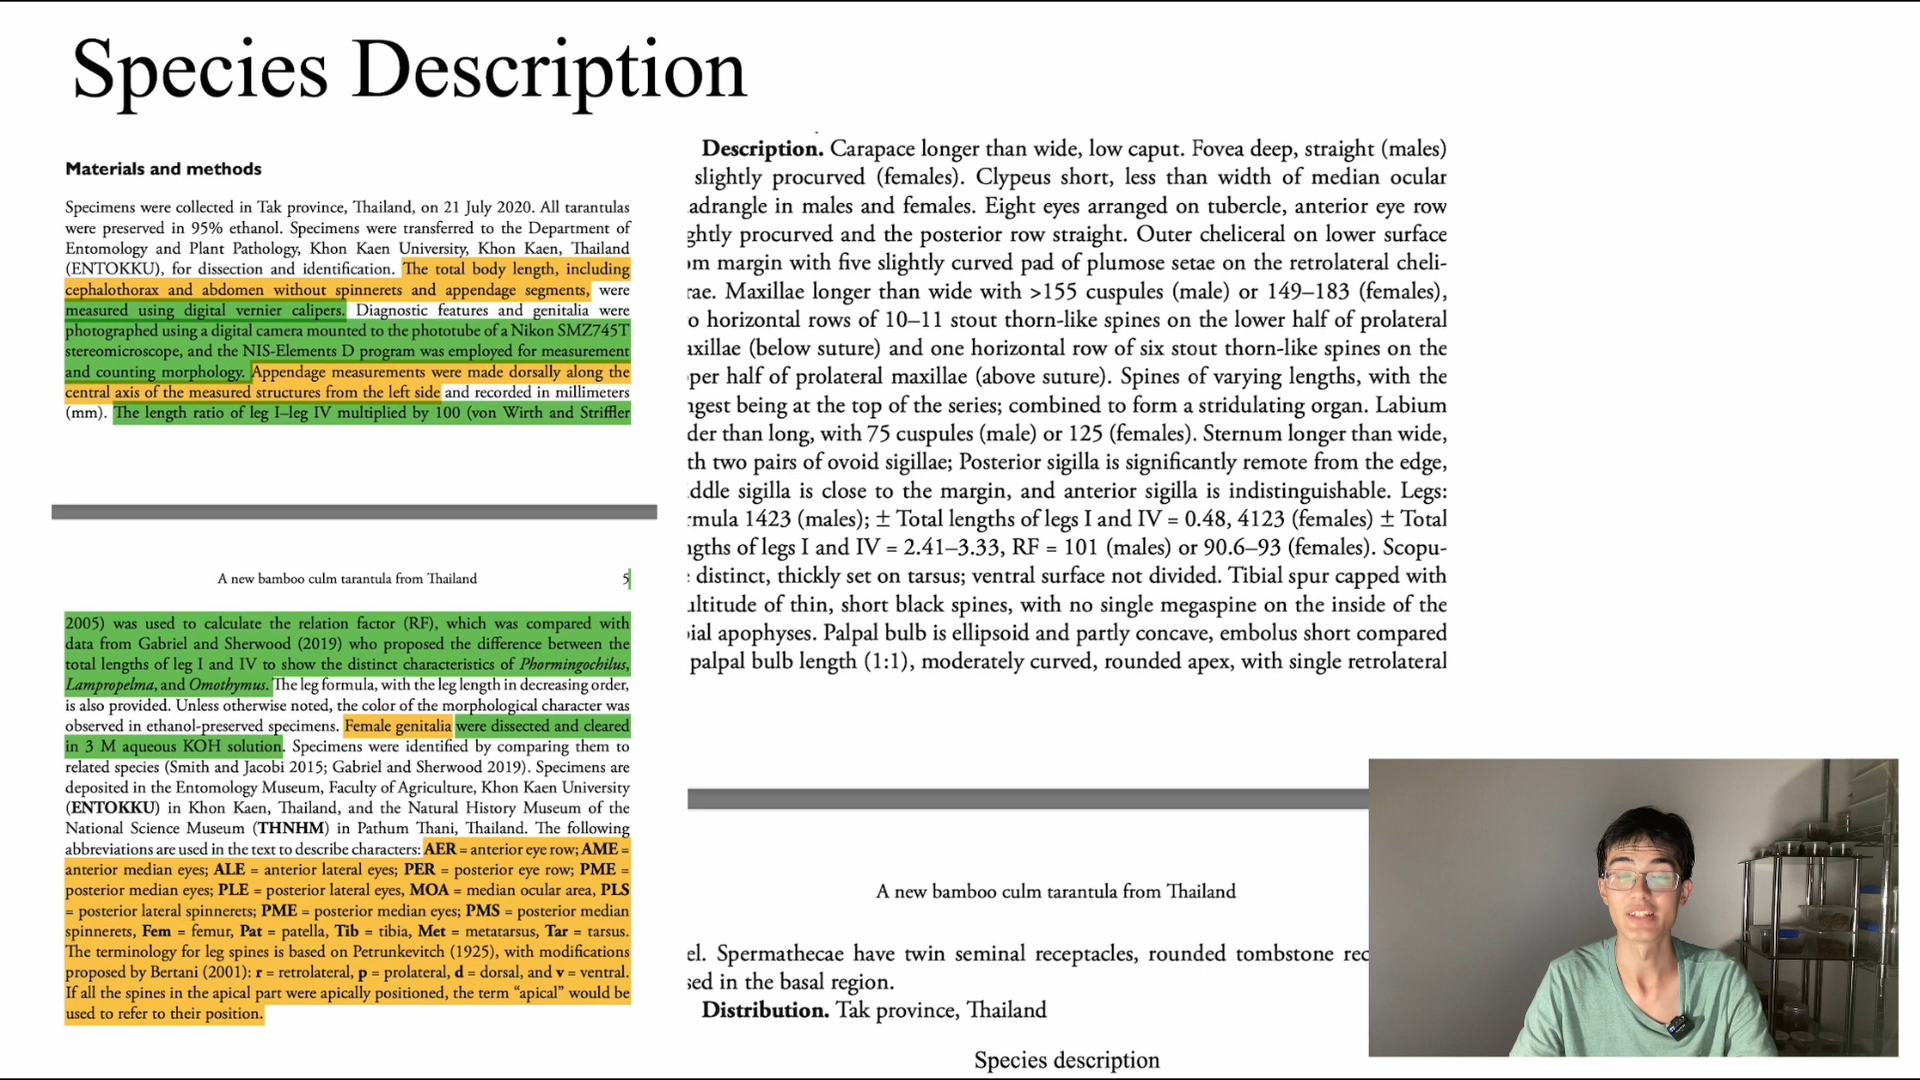 Species Description
Materials and methods
Specimens were collected in Tak province, Thailand, on 21 July 2020. All tarantulas
were preserved in 95% ethanol. Specimens were transferred to the Department of
Entomology and Plant Pathology, Khon Kaen University, Khon Kaen, Thailand
(ENTOKKU), for dissection and identification. The total body length, including
cephalothorax and abdomen without spinnerets and appendage segments, were
measured using digital vernier calipers. Diagnostic features and genitalia were
photographed using a digital camera mounted to the phototube of a Nikon SMZ745T
stereomicroscope, and the NIS-Elements D program was employed for measurement
and counting morphology. Appendage measurements were made dorsally along the
central axis of the measured structures from the left side and recorded in millimeters
(mm). The length ratio of leg I–leg IV multiplied by 100 (von Wirth and Striffler
A new bamboo culm tarantula from Thailand 5
2005) was used to calculate the relation factor (RF), which was compared with
data from Gabriel and Sherwood (2019) who proposed the difference between the
total lengths of leg I and IV to show the distinct characteristics of Phormingochilus,
Lampropelma, and Omothymus. The leg formula, with the leg length in decreasing order,
is also provided. Unless otherwise noted, the color of the morphological character was
observed in ethanol-preserved specimens. Female genitalia were dissected and cleared
in 3 M aqueous KOH solution. Specimens were identified by comparing them to
related species (Smith and Jacobi 2015; Gabriel and Sherwood 2019). Specimens are
deposited in the Entomology Museum, Faculty of Agriculture, Khon Kaen University
(ENTOKKU) in Khon Kaen, Thailand, and the Natural History Museum of the
National Science Museum (THNHM) in Pathum Thani, Thailand. The following
abbreviations are used in the text to describe characters: AER = anterior eye row; AME =
anterior median eyes; ALE = anterior lateral eyes; PER = posterior eye row; PME =
posterior median eyes; PLE = posterior lateral eyes, MOA = median ocular area, PLS
= posterior lateral spinnerets; PME = posterior median eyes; PMS = posterior median
spinnerets, Fem = femur, Pat = patella, Tib = tibia, Met = metatarsus, Tar = tarsus.
The terminology for leg spines is based on Petrunkevitch (1925), with modifications
proposed by Bertani (2001): r = retrolateral, p = prolateral, d = dorsal, and v = ventral.
If all the spines in the apical part were apically positioned, the term “apical” would be
used to refer to their position.
Description. Carapace longer than wide, low caput. Fovea deep, straight (males)
slightly procurved (females). Clypeus short, less than width of median ocular
adrangle in males and females. Eight eyes arranged on tubercle, anterior eye row
ghtly procurved and the posterior row straight. Outer cheliceral on lower surface
om margin with five slightly curved pad of plumose setae on the retrolateral cheli-
rae. Maxillae longer than wide with >155 cuspules (male) or 149–183 (females),
o horizontal rows of 10–11 stout thorn-like spines on the lower half of prolateral
axillae (below suture) and one horizontal row of six stout thorn-like spines on the
per half of prolateral maxillae (above suture). Spines of varying lengths, with the
ngest being at the top of the series; combined to form a stridulating organ. Labium
der than long, with 75 cuspules (male) or 125 (females). Sternum longer than wide,
th two pairs of ovoid sigillae; Posterior sigilla is significantly remote from the edge,
ddle sigilla is close to the margin, and anterior sigilla is indistinguishable. Legs:
rmula 1423 (males); ± Total lengths of legs I and IV = 0.48, 4123 (females) ± Total
ngths of legs I and IV = 2.41–3.33, RF = 101 (males) or 90.6–93 (females). Scopu-
distinct, thickly set on tarsus; ventral surface not divided. Tibial spur capped with
ultitude of thin, short black spines, with no single megaspine on the inside of the
ial apophyses. Palpal bulb is ellipsoid and partly concave, embolus short compared
palpal bulb length (1:1), moderately curved, rounded apex, with single retrolateral
A new bamboo culm tarantula from Thailand
el. Spermathecae have twin seminal receptacles, rounded tombstone rec
sed in the basal region.
Distribution. Tak province, Thailand
Species description